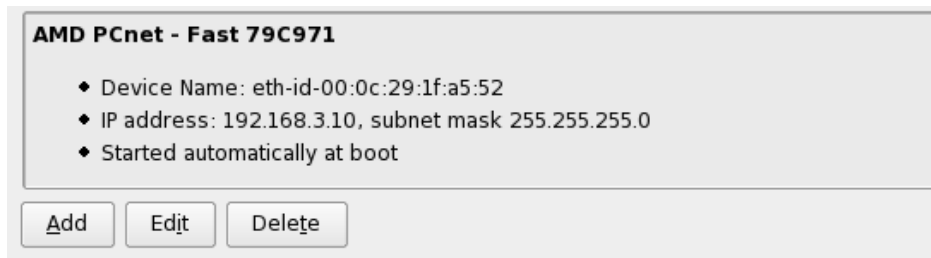 AMD PCnet - Fast 79C971
◆ Device Name: eth-id-00:0c:29:1f:a5:52
◆ IP address: 192.168.3.10, subnet mask 255.255.255.0
◆ Started automatically at boot
Add Edit Delete